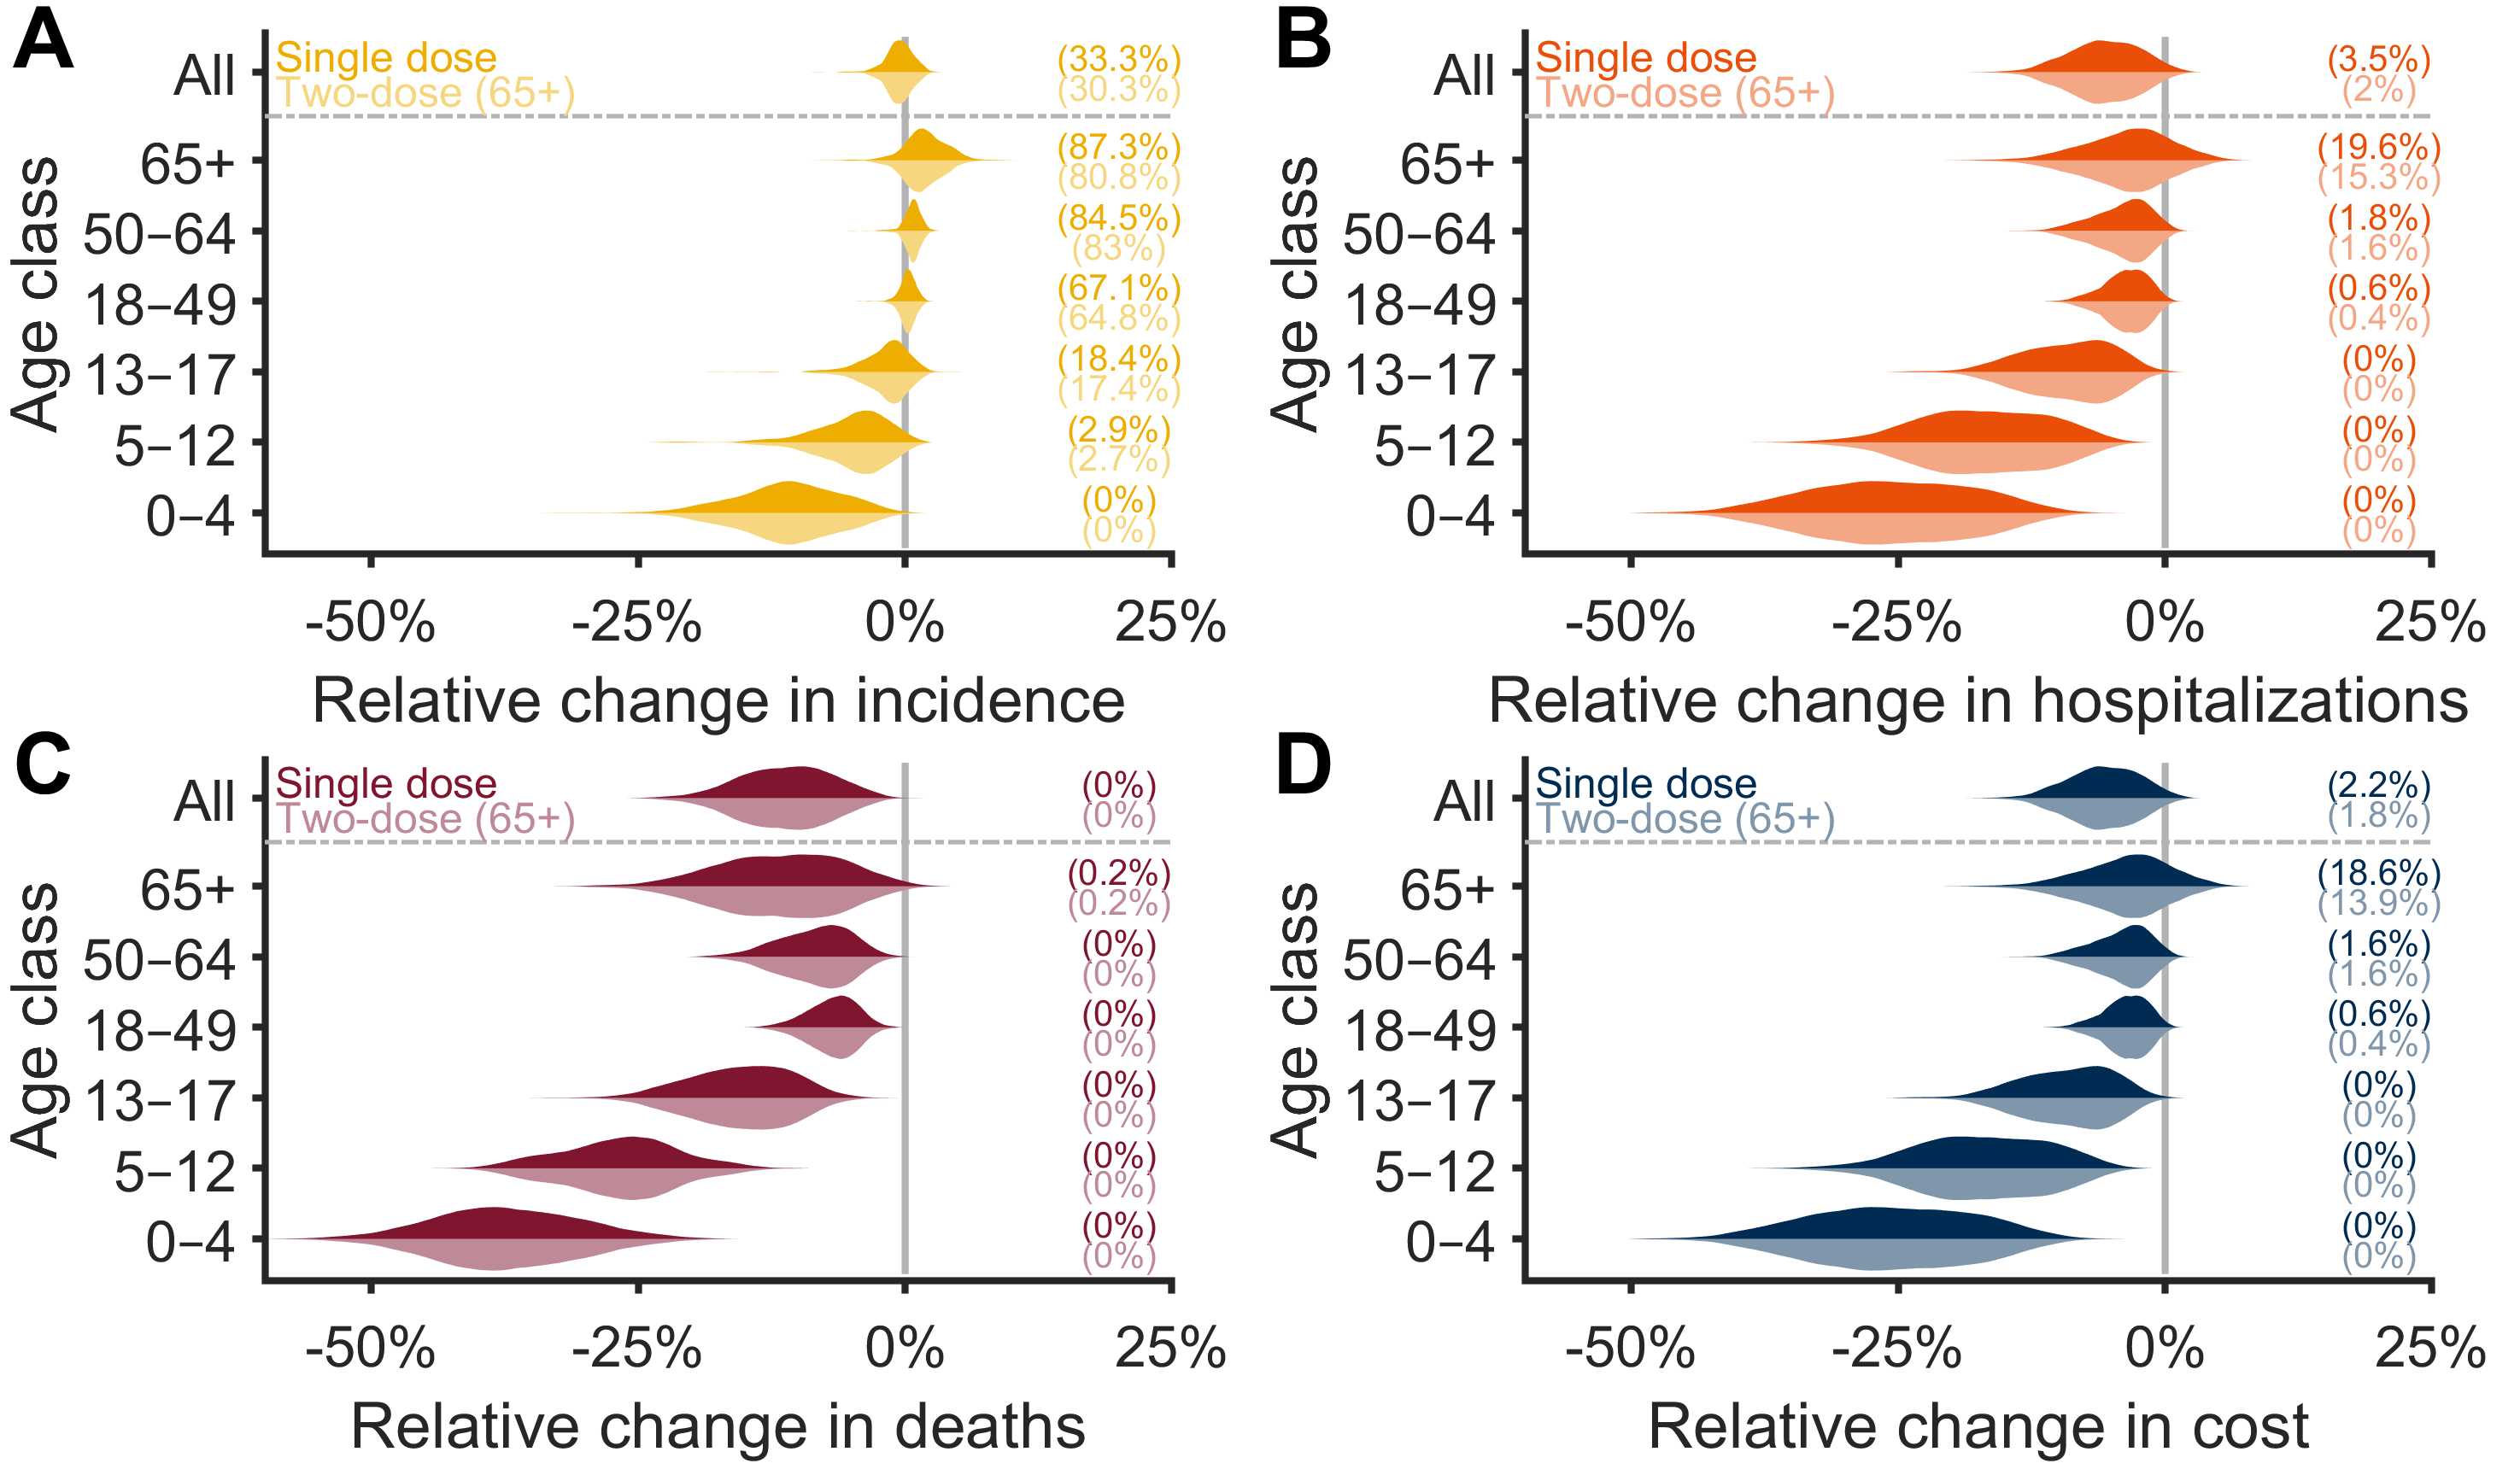 A
Single dose
Two-dose (65+)
All
(33.3%)
(30.3%)
65+
(87.3%)
(80.8%)
50–64
(84.5%)
(83%)
18–49
(67.1%)
(64.8%)
13–17
(18.4%)
(17.4%)
5–12
(2.9%)
(2.7%)
0–4
(0%)
(0%)
Age class
-50% -25% 0% 25%
Relative change in incidence
B
Single dose
Two-dose (65+)
All
(3.5%)
(2%)
65+
(19.6%)
(15.3%)
50–64
(1.8%)
(1.6%)
18–49
(0.6%)
(0.4%)
13–17
(0%)
(0%)
5–12
(0%)
(0%)
0–4
(0%)
(0%)
Age class
-50% -25% 0% 25%
Relative change in hospitalizations
C
Single dose
Two-dose (65+)
All
(0%)
(0%)
65+
(0.2%)
(0.2%)
50–64
(0%)
(0%)
18–49
(0%)
(0%)
13–17
(0%)
(0%)
5–12
(0%)
(0%)
0–4
(0%)
(0%)
Age class
-50% -25% 0% 25%
Relative change in deaths
D
Single dose
Two-dose (65+)
All
(2.2%)
(1.8%)
65+
(18.6%)
(13.9%)
50–64
(1.6%)
(1.6%)
18–49
(0.6%)
(0.4%)
13–17
(0%)
(0%)
5–12
(0%)
(0%)
0–4
(0%)
(0%)
Age class
-50% -25% 0% 25%
Relative change in cost